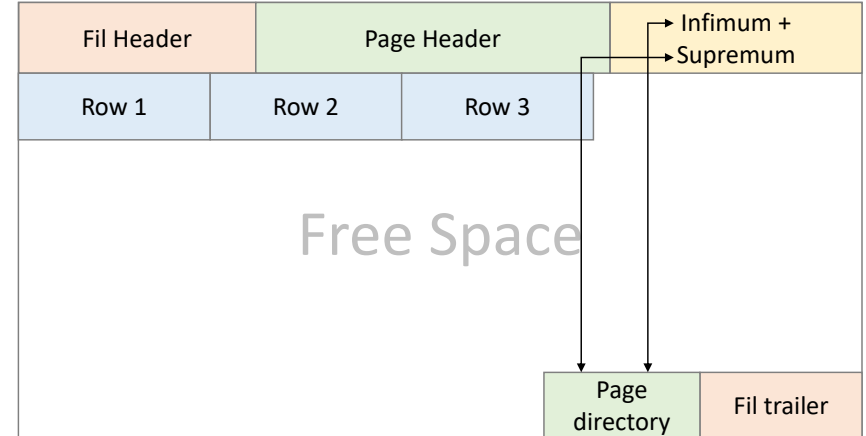 Fil Header
Page Header
Infimum +
Supremum
Row 1
Row 2
Row 3
Free Space
Page
directory
Fil trailer